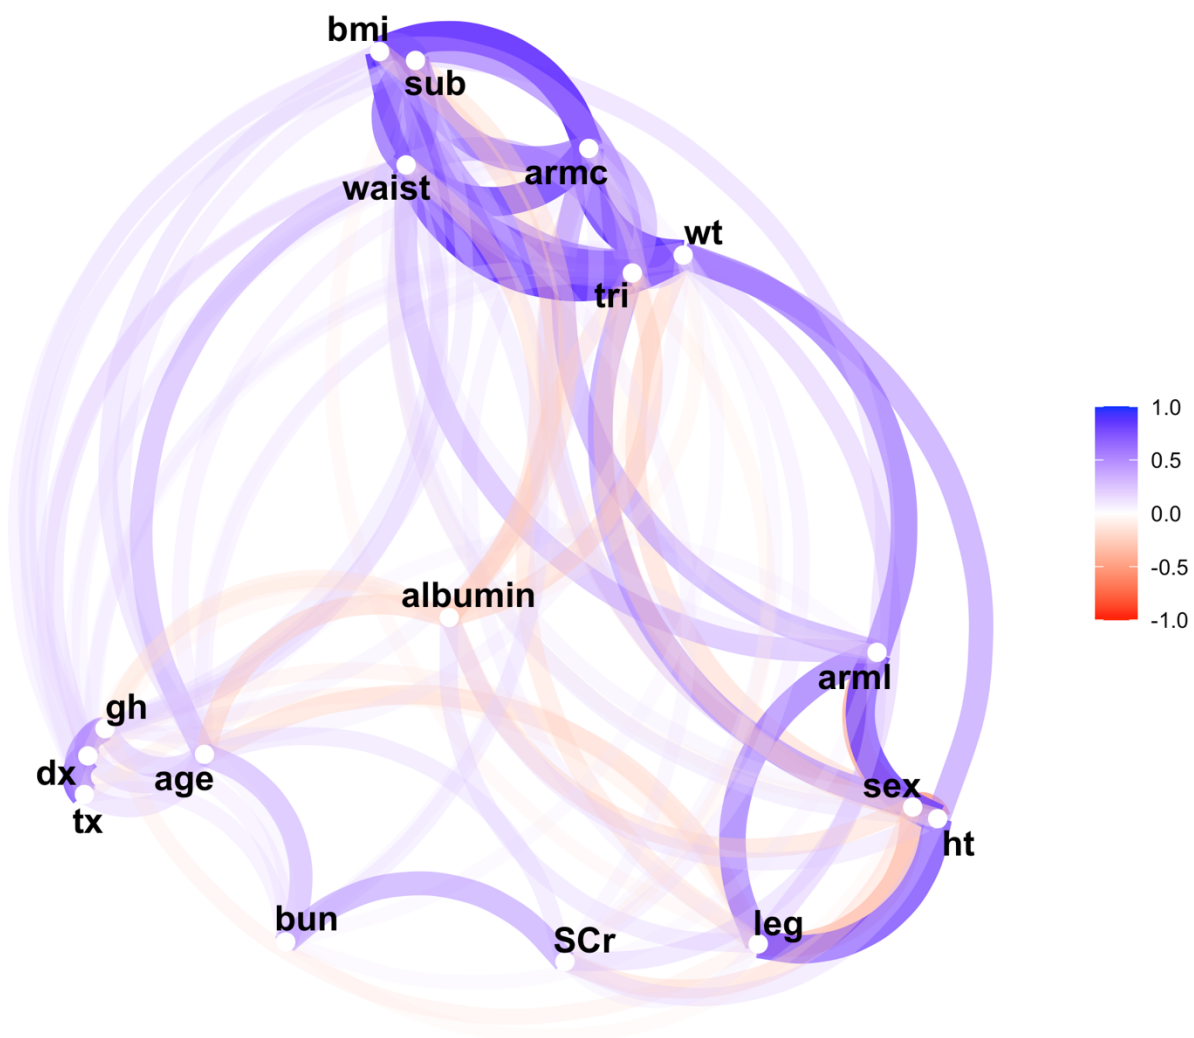 bmi
sub
armc
waist
wt
tri
1.0
0.5
0.0
-0.5
-1.0
albumin
arml
gh
dx
age
sex
tx
ht
bun
leg
SCr